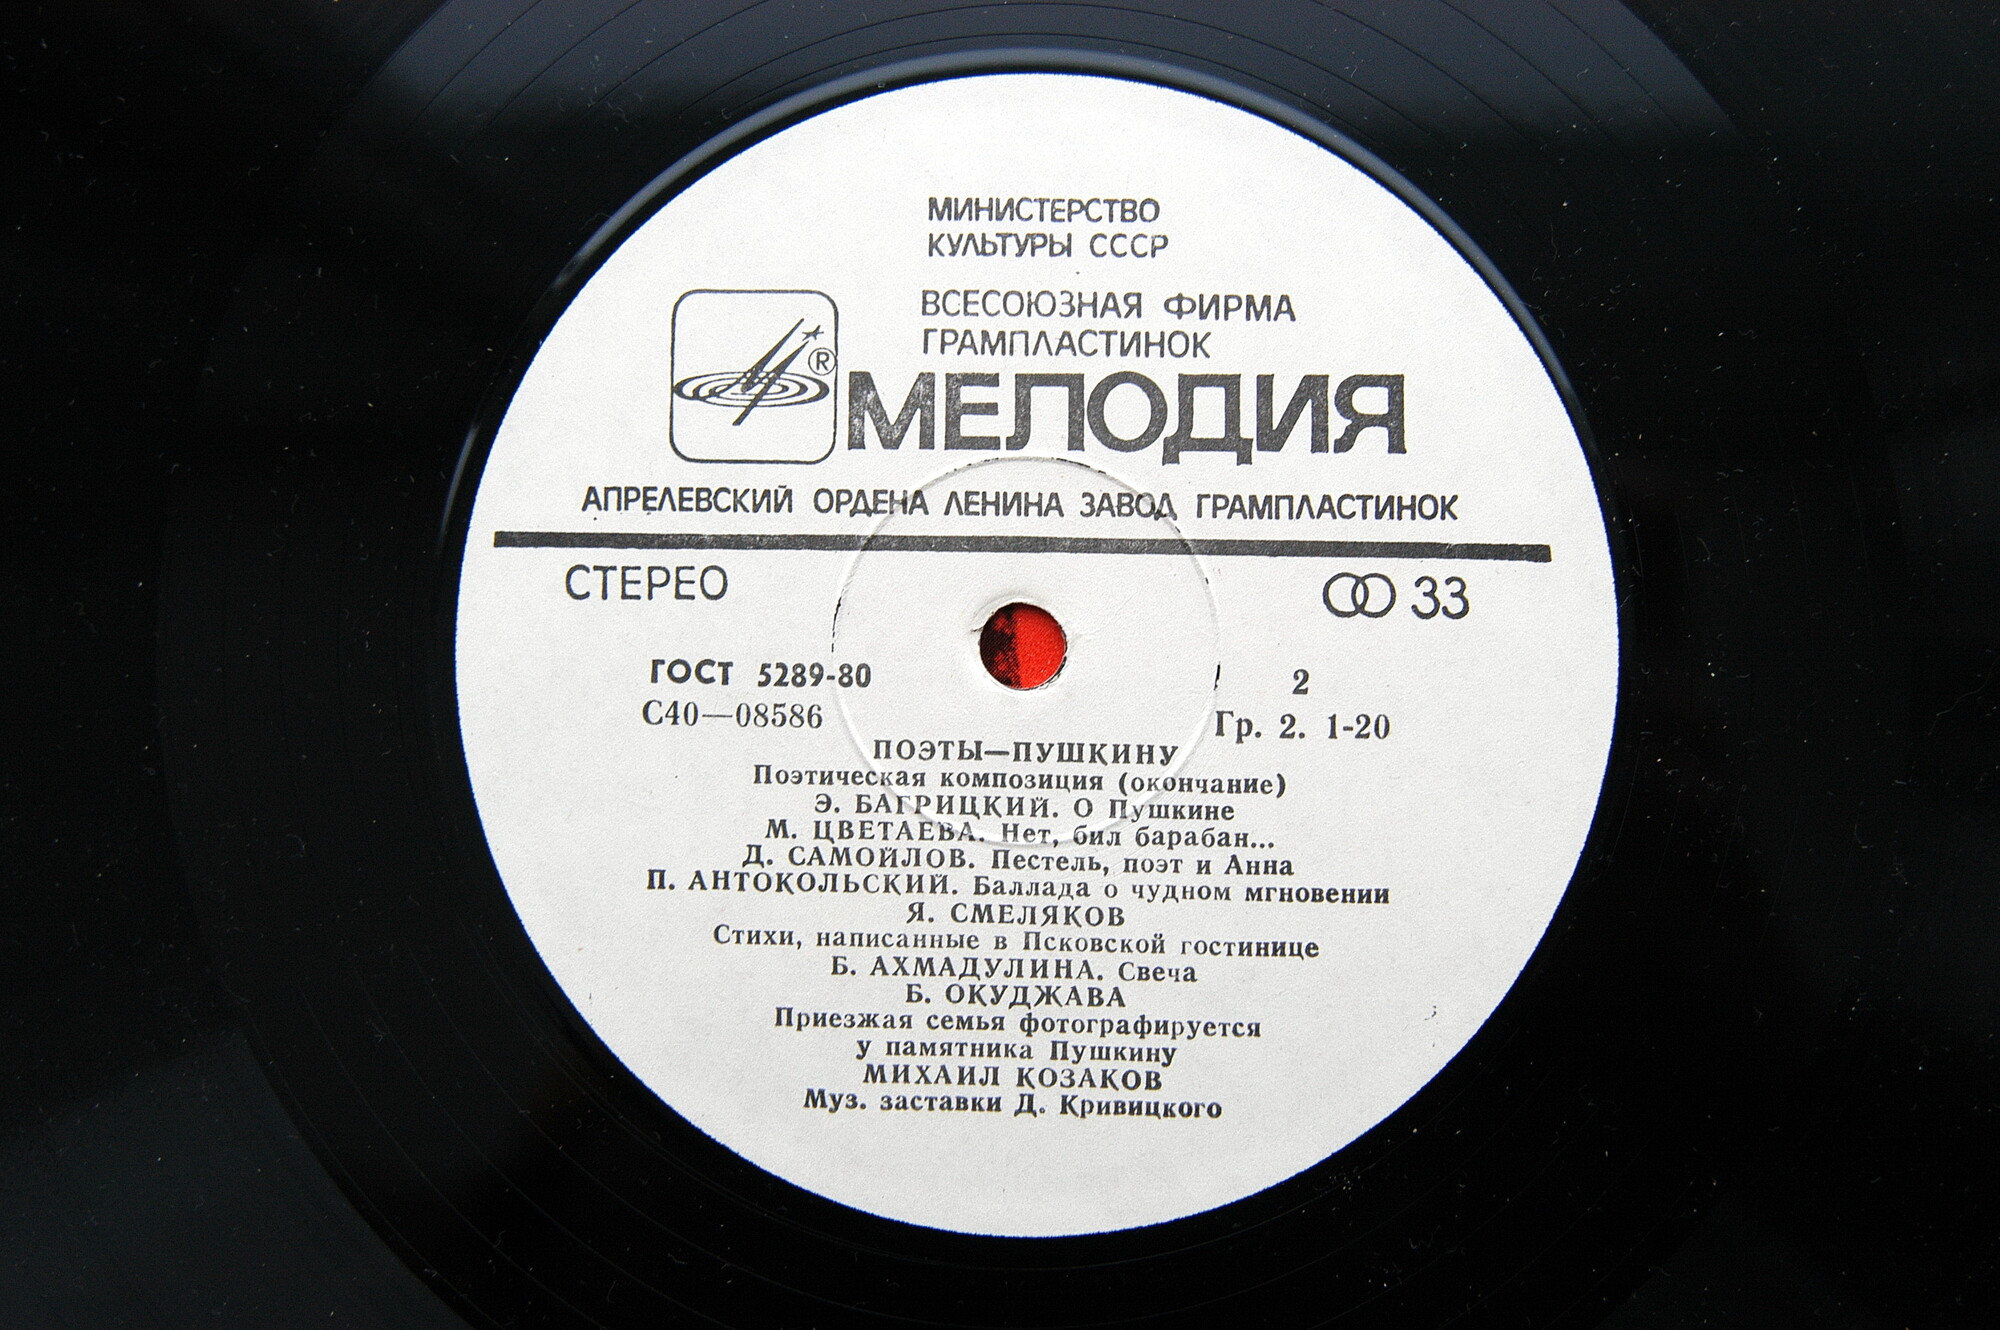 МИНИСТЕРСТВО
КУЛЬТУРЫ СССР
ВСЕСОЮЗНАЯ ФИРМА
ГРАМПЛАСТИНОК
®
МЕЛОДИЯ
АПРЕЛЕВСКИЙ ОРДЕНА ЛЕНИНА ЗАВОД ГРАМПЛАСТИНОК
СТЕРЕО 33
ГОСТ 5289-80 2
С40—08586 Гр. 2. 1-20
ПОЭТЫ—ПУШКИНУ
Поэтическая композиция (окончание)
Э. БАГРИЦКИЙ. О Пушкине
М. ЦВЕТАЕВА. Нет, бил барабан...
Д. САМОЙЛОВ. Пестель, поэт и Анна
П. АНТОКОЛЬСКИЙ. Баллада о чудном мгновении
Я. СМЕЛЯКОВ
Стихи, написанные в Псковской гостинице
Б. АХМАДУЛИНА. Свеча
Б. ОКУДЖАВА
Приезжая семья фотографируется
у памятника Пушкину
МИХАИЛ КОЗАКОВ
Муз. заставки Д. Кривицкого